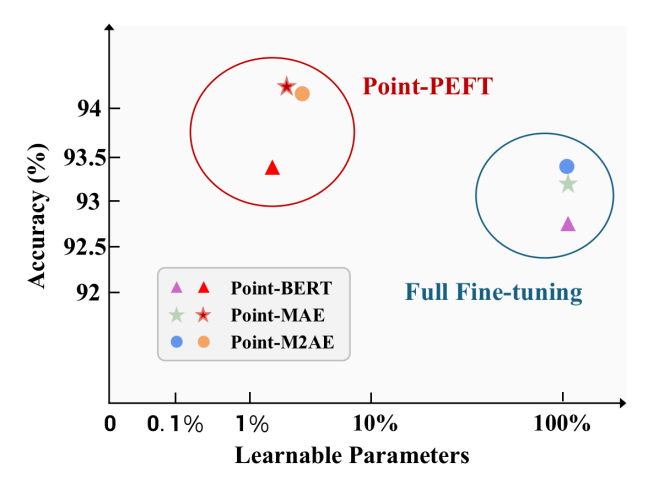 Point-PEFT
94
93.5
93
92.5
92
Accuracy (%)
Full Fine-tuning
Point-BERT
Point-MAE
Point-M2AE
0 0.1% 1% 10% 100%
Learnable Parameters